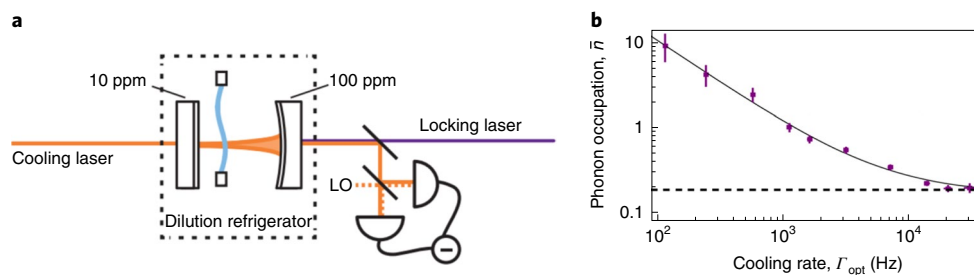 a
10 ppm
100 ppm
Locking laser
Cooling laser
LO
Dilution refrigerator
−
b
Phonon occupation, n̄
10
1
0.1
10²
10³
10⁴
Cooling rate, Γopt (Hz)